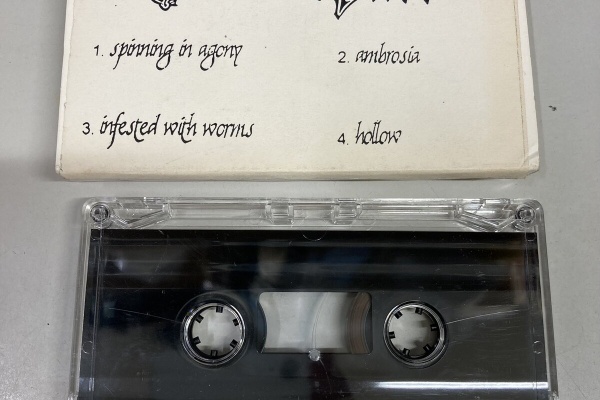 1. spinning in agony
2. ambrosia
3. infested with worms
4. hollow